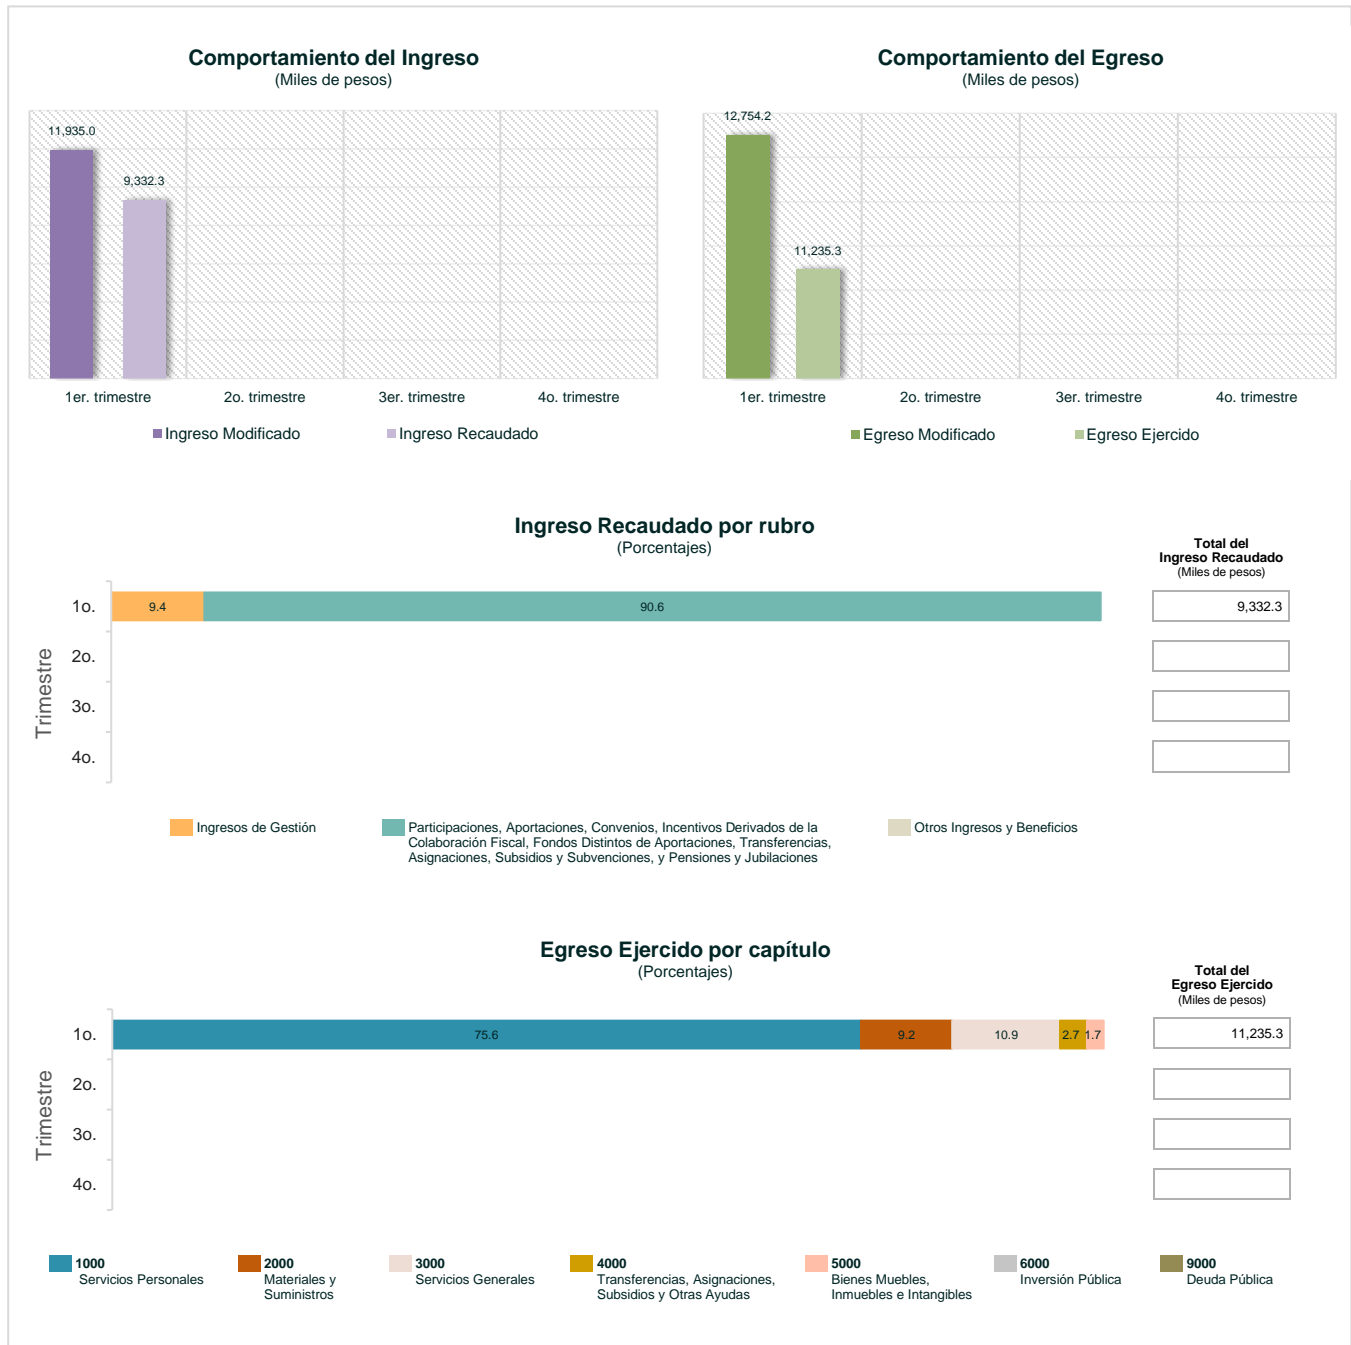 Comportamiento del Ingreso
(Miles de pesos)
11,935.0
9,332.3
1er. trimestre
2o. trimestre
3er. trimestre
4o. trimestre
Ingreso Modificado
Ingreso Recaudado
Comportamiento del Egreso
(Miles de pesos)
12,754.2
11,235.3
1er. trimestre
2o. trimestre
3er. trimestre
4o. trimestre
Egreso Modificado
Egreso Ejercido
Ingreso Recaudado por rubro
(Porcentajes)
Total del
Ingreso Recaudado
(Miles de pesos)
Trimestre
1o.
9.4
90.6
9,332.3
2o.
3o.
4o.
Ingresos de Gestión
Participaciones, Aportaciones, Convenios, Incentivos Derivados de la
Colaboración Fiscal, Fondos Distintos de Aportaciones, Transferencias,
Asignaciones, Subsidios y Subvenciones, y Pensiones y Jubilaciones
Otros Ingresos y Beneficios
Egreso Ejercido por capítulo
(Porcentajes)
Total del
Egreso Ejercido
(Miles de pesos)
Trimestre
1o.
75.6
9.2
10.9
2.7
1.7
11,235.3
2o.
3o.
4o.
1000
Servicios Personales
2000
Materiales y
Suministros
3000
Servicios Generales
4000
Transferencias, Asignaciones,
Subsidios y Otras Ayudas
5000
Bienes Muebles,
Inmuebles e Intangibles
6000
Inversión Pública
9000
Deuda Pública